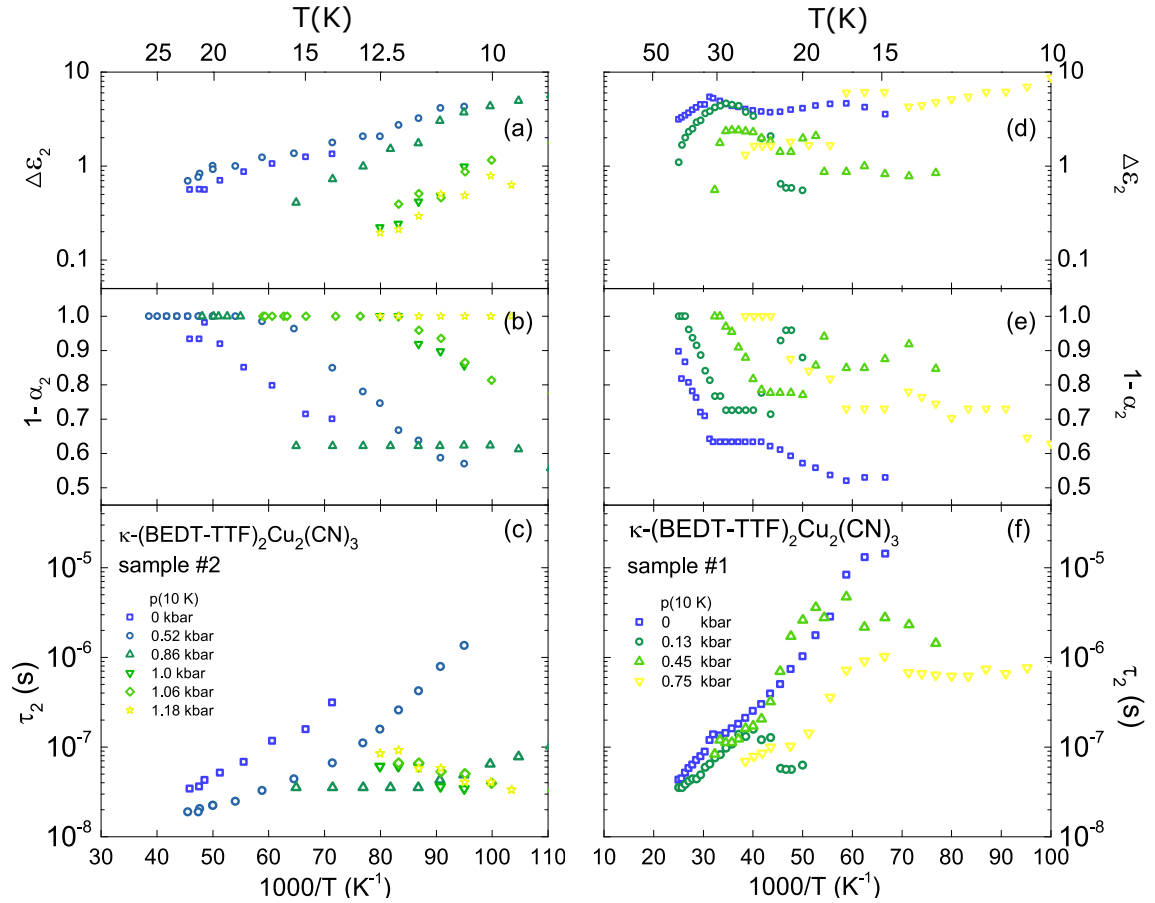 T(K)
T(K)
25
20
15
12.5
10
50
30
20
15
10
10
1
0.1
Δε2
(a)
(d)
10
1
0.1
Δε2
1.0
0.9
0.8
0.7
0.6
0.5
1- α2
(b)
(e)
1.0
0.9
0.8
0.7
0.6
0.5
1-α2
κ-(BEDT-TTF)2Cu2(CN)3
(c)
sample #2
p(10 K)
0 kbar
0.52 kbar
0.86 kbar
1.0 kbar
1.06 kbar
1.18 kbar
10-5
10-6
10-7
10-8
τ2 (s)
κ-(BEDT-TTF)2Cu2(CN)3
(f)
sample #1
p(10 K)
0 kbar
0.13 kbar
0.45 kbar
0.75 kbar
10-5
10-6
10-7
10-8
τ2 (s)
30 40 50 60 70 80 90 100 110
10 20 30 40 50 60 70 80 90 100
1000/T (K-1)
1000/T (K-1)